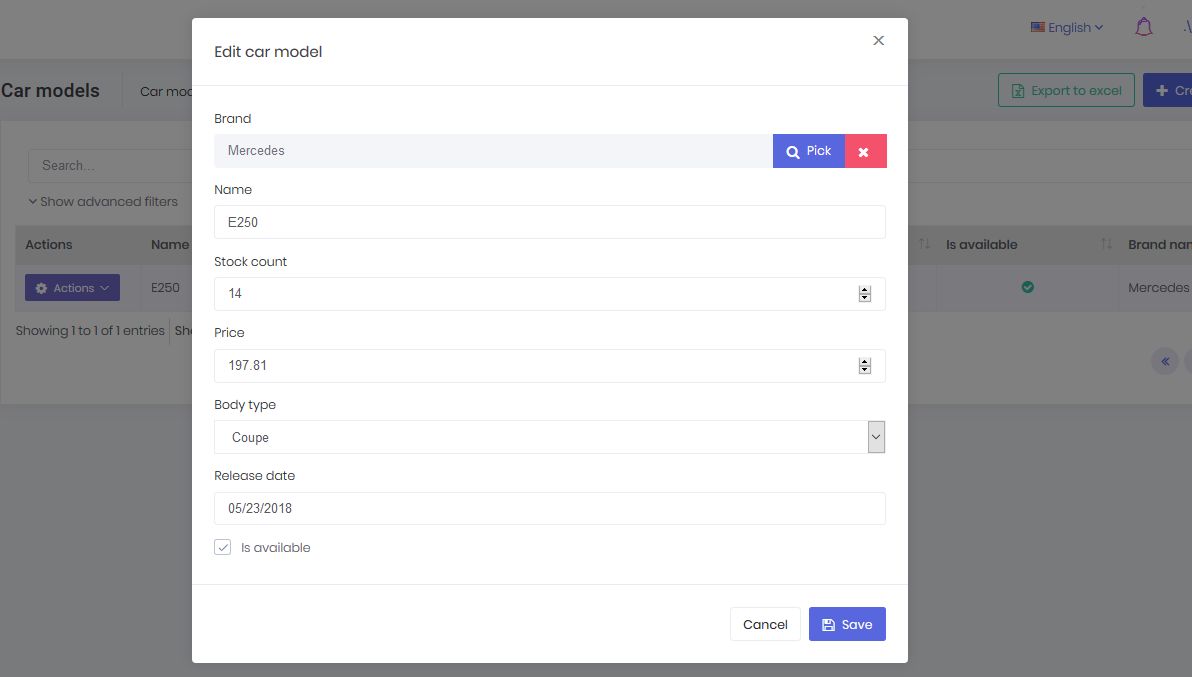 English
Edit car model
Car models
Car mod
Export to excel
Cre
Brand
Mercedes
Pick
Search...
Name
Show advanced filters
E250
Actions
Name
Is available
Brand nam
Stock count
Actions
E250
14
Mercedes
Showing 1 to 1 of 1 entries
Sho
Price
197.81
Body type
Coupe
Release date
05/23/2018
Is available
Cancel
Save